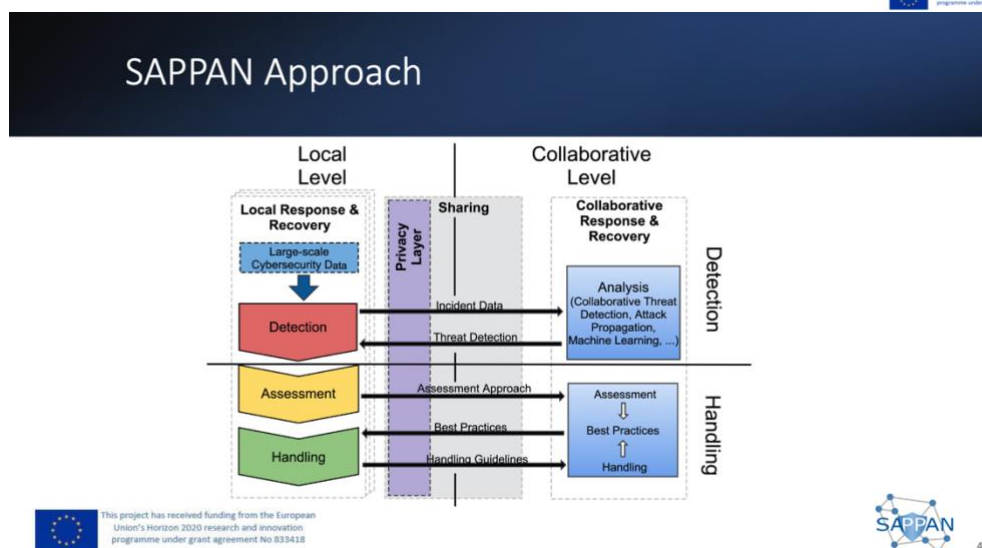 programme under
SAPPAN Approach
Local
Level
Collaborative
Level
Local Response &
Recovery
Large-scale
Cybersecurity Data
Detection
Assessment
Handling
Privacy
Layer
Sharing
Incident Data
Threat Detection
Assessment Approach
Best Practices
Handling Guidelines
Collaborative
Response &
Recovery
Analysis
(Collaborative Threat
Detection, Attack
Propagation,
Machine Learning, ...)
Assessment
Best Practices
Handling
Detection
Handling
This project has received funding from the European
Union's Horizon 2020 research and innovation
programme under grant agreement No 833418
SAPPAN
4